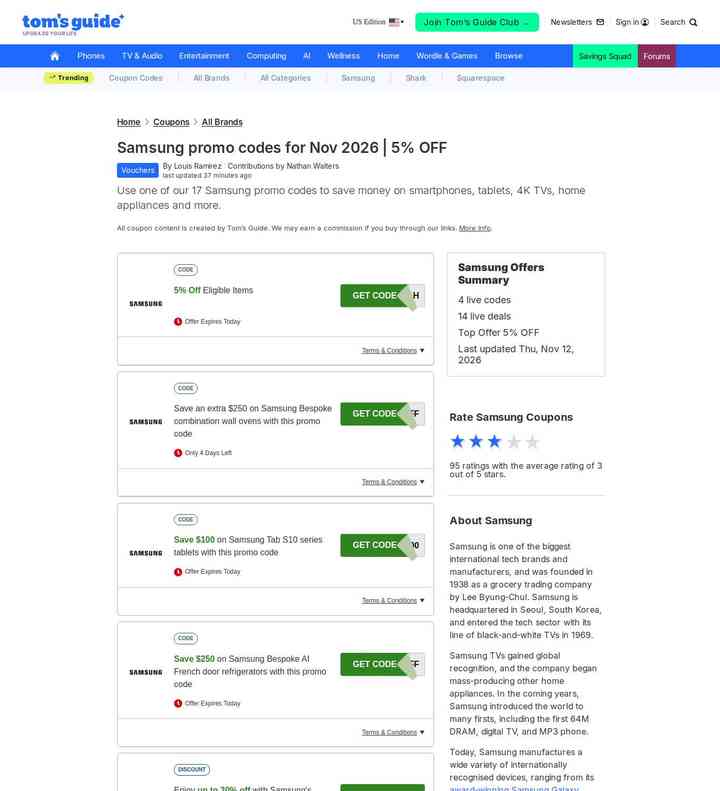 tom's guide
UPGRADE YOUR LIFE
US Edition
Join Tom's Guide Club →
Newsletters
Sign in
Search
Phones
TV & Audio
Entertainment
Computing
AI
Wellness
Home
Wordle & Games
Browse
Savings Squad
Forums
Trending
Coupon Codes
All Brands
All Categories
Samsung
Shark
Squarespace
Home > Coupons > All Brands
Samsung promo codes for Nov 2026 | 5% OFF
Vouchers
By Louis Ramirez Contributions by Nathan Walters
last updated 37 minutes ago
Use one of our 17 Samsung promo codes to save money on smartphones, tablets, 4K TVs, home
appliances and more.
All coupon content is created by Tom's Guide. We may earn a commission if you buy through our links. More Info.
CODE
SAMSUNG
5% Off Eligible Items
GET CODE
H
Offer Expires Today
Terms & Conditions ▼
CODE
SAMSUNG
Save an extra $250 on Samsung Bespoke
combination wall ovens with this promo
code
GET CODE
FF
Only 4 Days Left
Terms & Conditions ▼
CODE
SAMSUNG
Save $100 on Samsung Tab S10 series
tablets with this promo code
GET CODE
00
Offer Expires Today
Terms & Conditions ▼
CODE
SAMSUNG
Save $250 on Samsung Bespoke AI
French door refrigerators with this promo
code
GET CODE
FF
Offer Expires Today
Terms & Conditions ▼
DISCOUNT
Enjoy up to 30% off with Samsung's
Samsung Offers
Summary
4 live codes
14 live deals
Top Offer 5% OFF
Last updated Thu, Nov 12,
2026
Rate Samsung Coupons
95 ratings with the average rating of 3
out of 5 stars.
About Samsung
Samsung is one of the biggest
international tech brands and
manufacturers, and was founded in
1938 as a grocery trading company
by Lee Byung-Chul. Samsung is
headquartered in Seoul, South Korea,
and entered the tech sector with its
line of black-and-white TVs in 1969.
Samsung TVs gained global
recognition, and the company began
mass-producing other home
appliances. In the coming years,
Samsung introduced the world to
many firsts, including the first 64M
DRAM, digital TV, and MP3 phone.
Today, Samsung manufactures a
wide variety of internationally
recognised devices, ranging from its
award-winning Samsung Galaxy